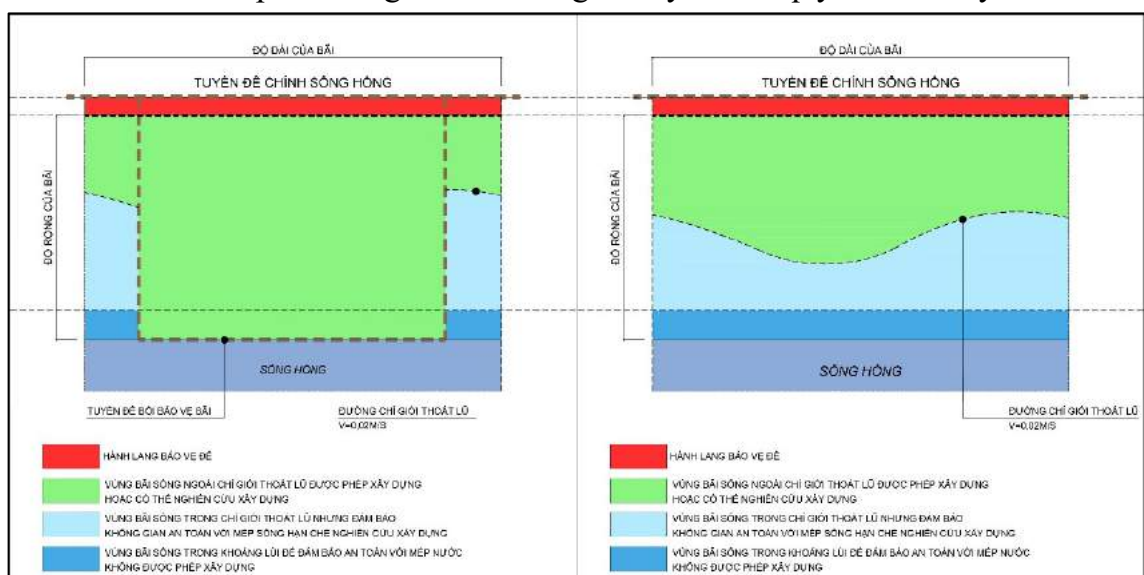 ĐỘ DÀI CỦA BÃI
TUYẾN ĐÊ CHÍNH SÔNG HỒNG
ĐỘ RỘNG CỦA BÃI
SÔNG HỒNG
TUYẾN ĐÊ BỐI BẢO VỆ BÃI
ĐƯỜNG CHỈ GIỚI THOÁT LŨ
V=0,02M/S
HÀNH LANG BẢO VỆ ĐÊ
VÙNG BÃI SÔNG NGOÀI CHỈ GIỚI THOÁT LŨ ĐƯỢC PHÉP XÂY DỰNG
HOẶC CÓ THỂ NGHIÊN CỨU XÂY DỰNG
VÙNG BÃI SÔNG TRONG CHỈ GIỚI THOÁT LŨ NHƯNG ĐẢM BẢO
KHÔNG GIAN AN TOÀN VỚI MÉP SÔNG HẠN CHẾ NGHIÊN CỨU XÂY DỰNG
VÙNG BÃI SÔNG TRONG KHOẢNG LÙI ĐỂ ĐẢM BẢO AN TOÀN VỚI MÉP NƯỚC
KHÔNG ĐƯỢC PHÉP XÂY DỰNG
ĐỘ DÀI CỦA BÃI
TUYẾN ĐÊ CHÍNH SÔNG HỒNG
ĐỘ RỘNG CỦA BÃI
SÔNG HỒNG
ĐƯỜNG CHỈ GIỚI THOÁT LŨ
V=0,02M/S
HÀNH LANG BẢO VỆ ĐÊ
VÙNG BÃI SÔNG NGOÀI CHỈ GIỚI THOÁT LŨ ĐƯỢC PHÉP XÂY DỰNG
HOẶC CÓ THỂ NGHIÊN CỨU XÂY DỰNG
VÙNG BÃI SÔNG TRONG CHỈ GIỚI THOÁT LŨ NHƯNG ĐẢM BẢO
KHÔNG GIAN AN TOÀN VỚI MÉP SÔNG HẠN CHẾ NGHIÊN CỨU XÂY DỰNG
VÙNG BÃI SÔNG TRONG KHOẢNG LÙI ĐỂ ĐẢM BẢO AN TOÀN VỚI MÉP NƯỚC
KHÔNG ĐƯỢC PHÉP XÂY DỰNG